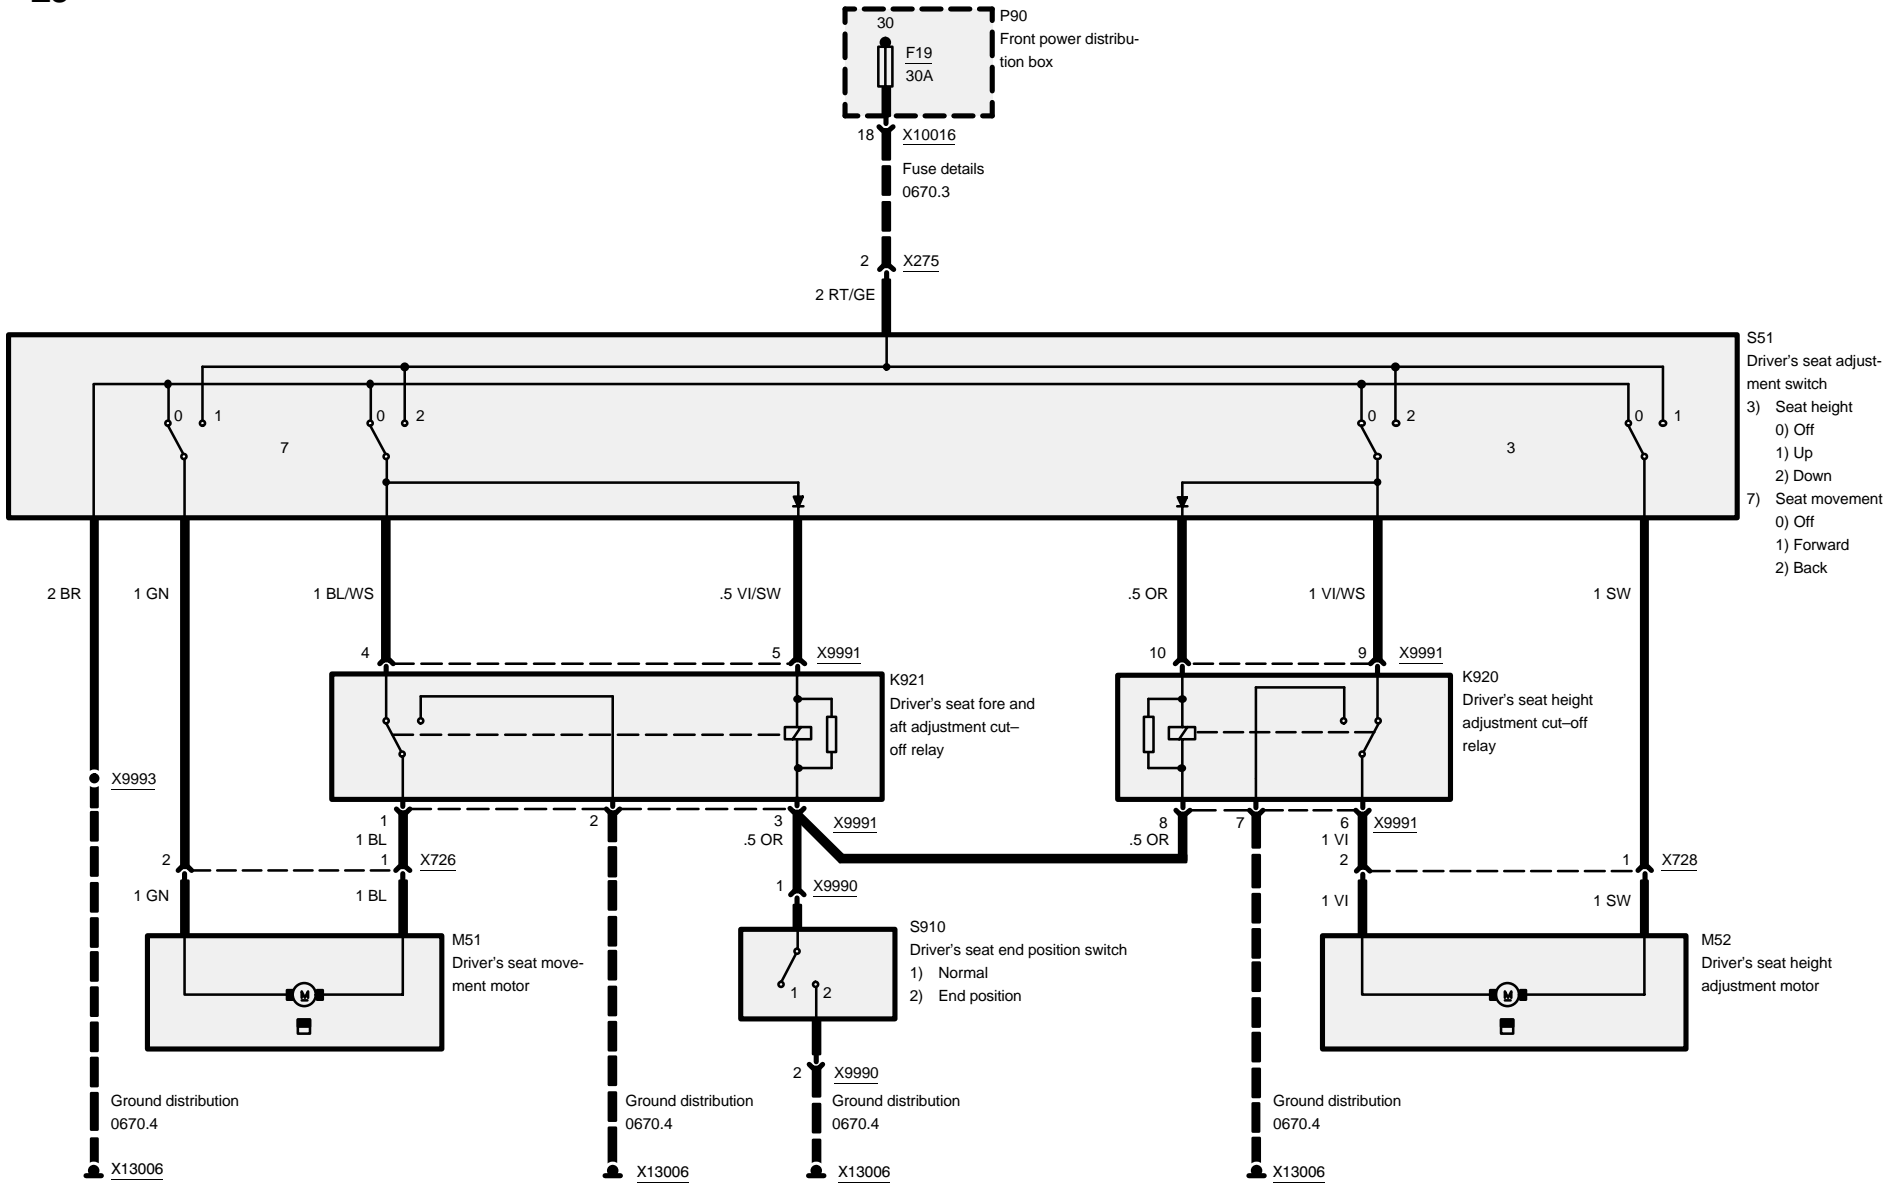 30
P90
Front power distribu-
tion box
F19
30A
18
X10016
Fuse details
0670.3
2
X275
2 RT/GE
S51
Driver's seat adjust-
ment switch
3) Seat height
0) Off
1) Up
2) Down
7) Seat movement
0) Off
1) Forward
2) Back
0
1
7
0
2
0
2
3
0
1
2 BR
1 GN
1 BL/WS
.5 VI/SW
.5 OR
1 VI/WS
1 SW
4
5
X9991
10
9
X9991
K921
Driver's seat fore and
aft adjustment cut–
off relay
K920
Driver's seat height
adjustment cut–off
relay
X9993
1
2
3
X9991
8
7
6
X9991
1 BL
.5 OR
.5 OR
1 VI
2
1
X726
2
1
X728
1 GN
1 BL
1
X9990
1 VI
1 SW
M51
Driver's seat move-
ment motor
M
S910
Driver's seat end position switch
1) Normal
2) End position
1
2
M52
Driver's seat height
adjustment motor
M
2
X9990
Ground distribution
0670.4
Ground distribution
0670.4
Ground distribution
0670.4
Ground distribution
0670.4
X13006
X13006
X13006
X13006